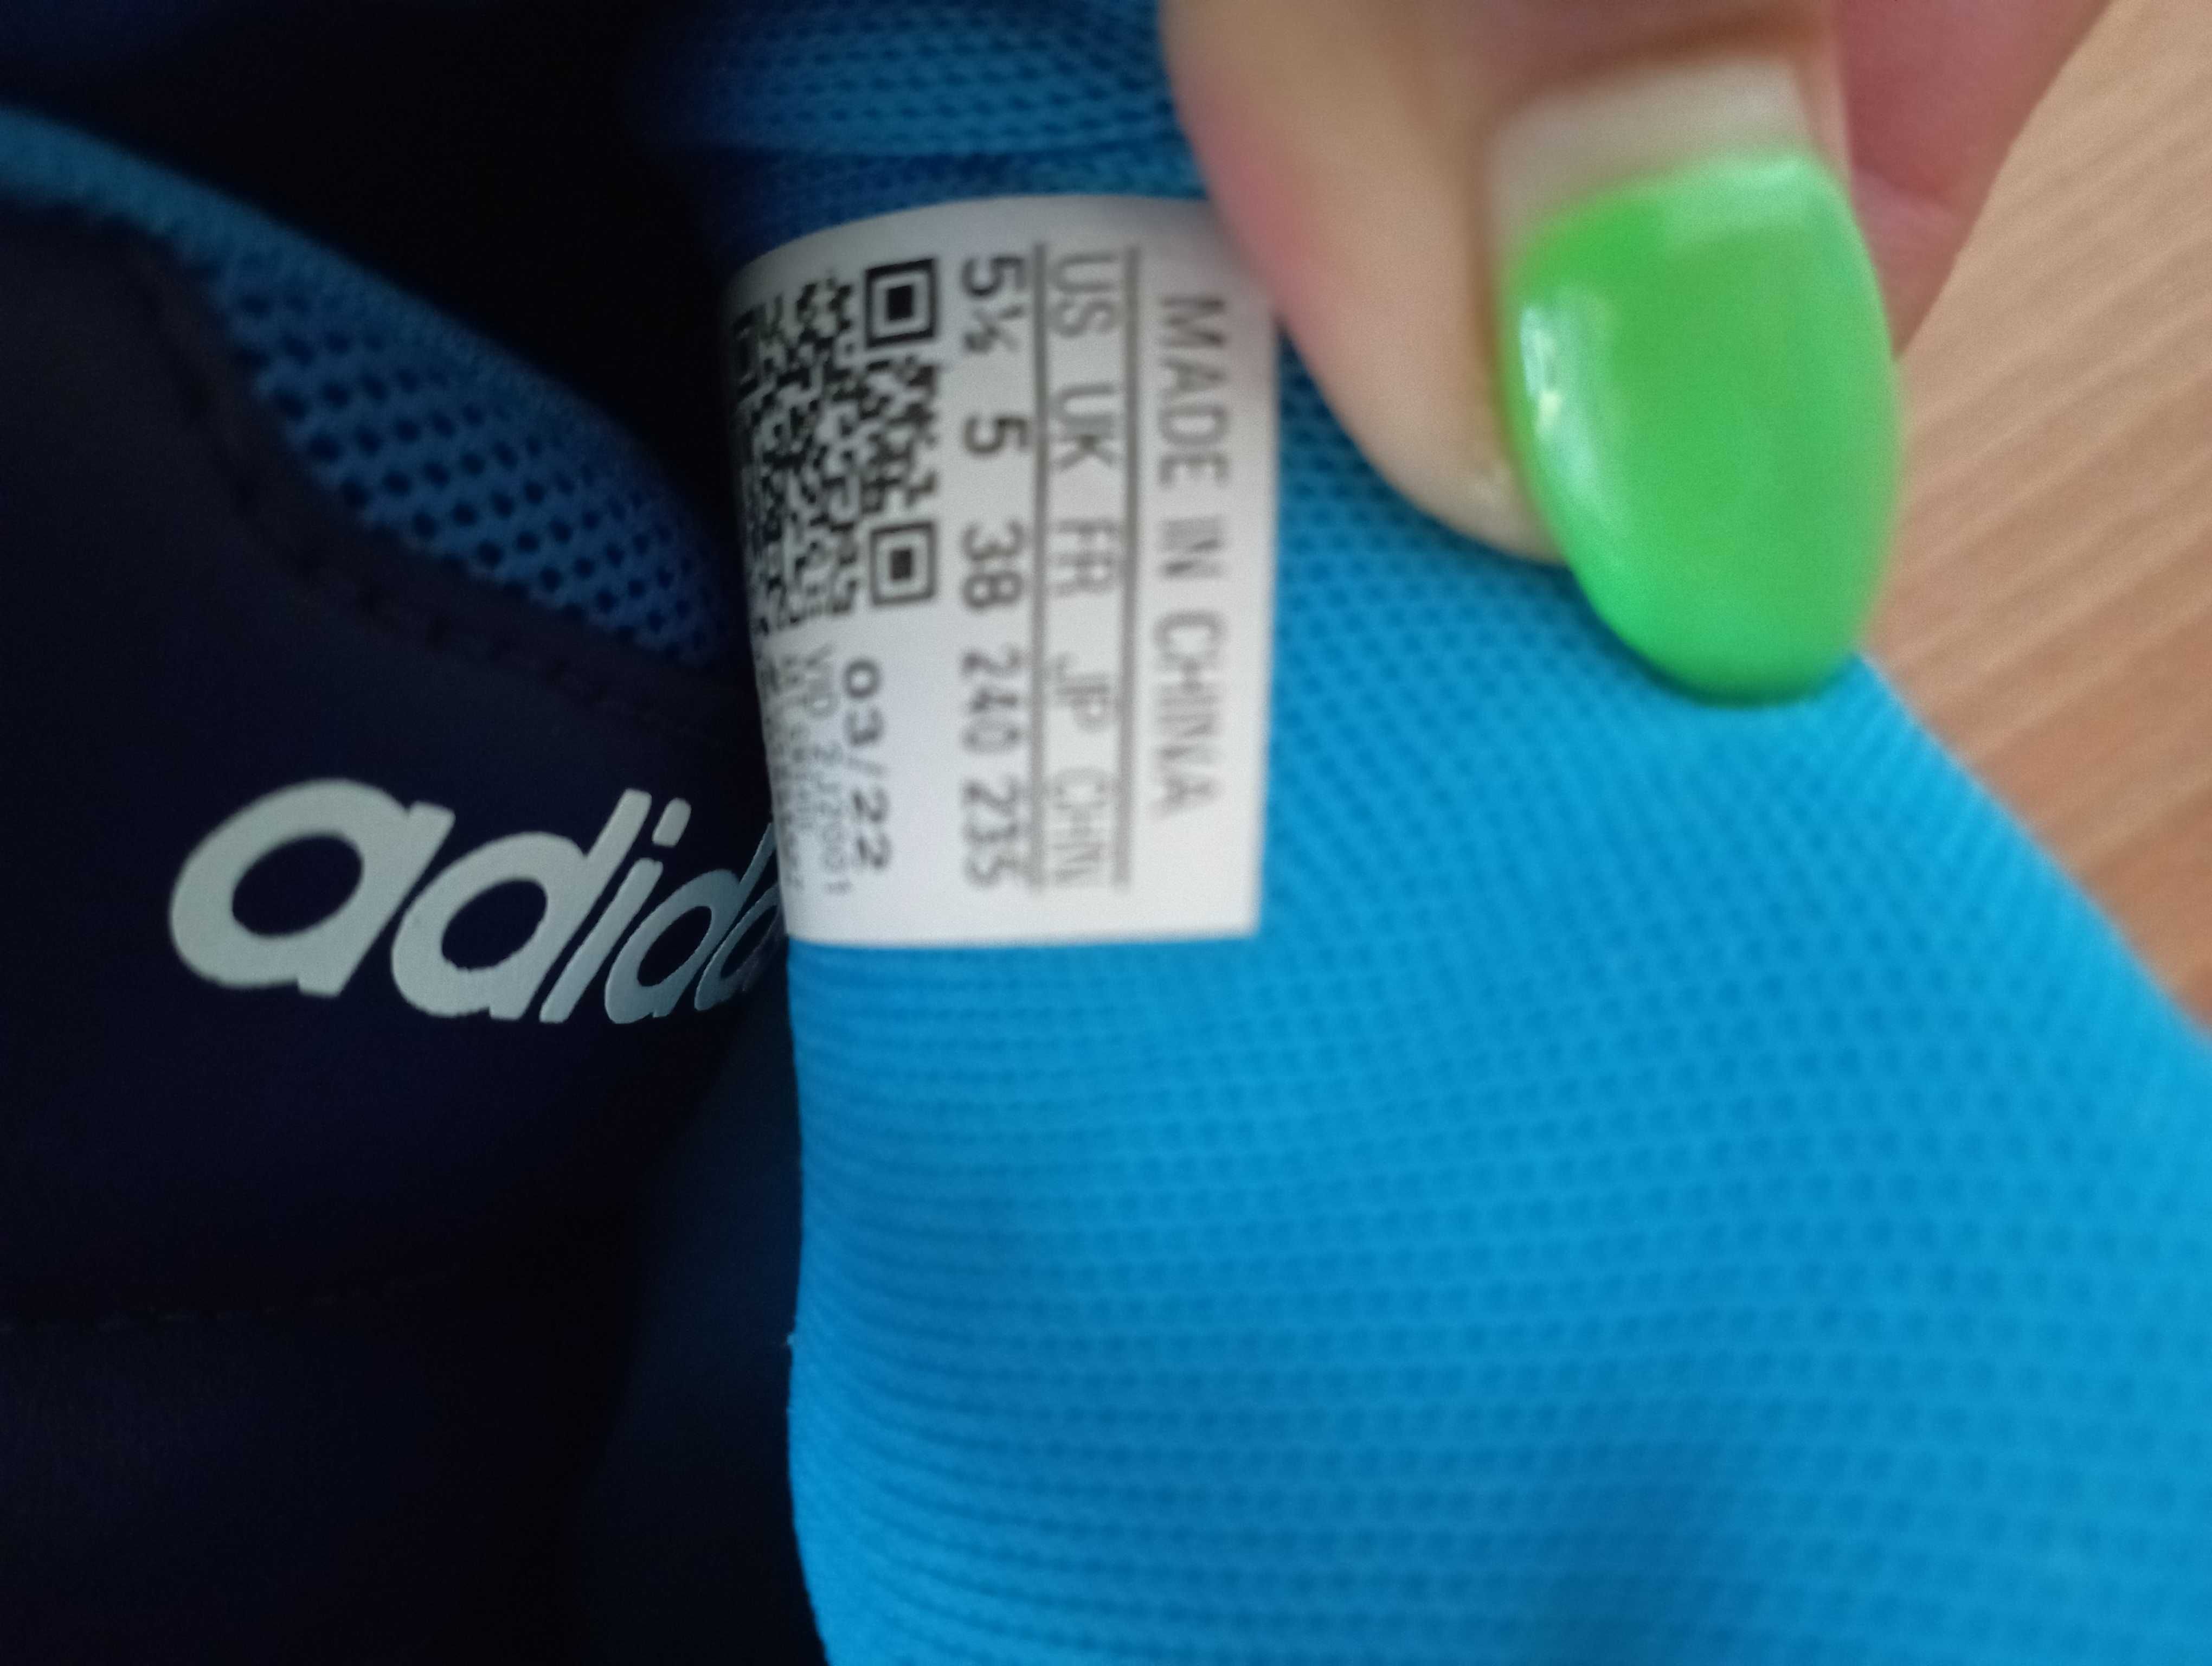 MADE IN CHINA
US UK FR JP CHN
5½ 5 38 240 235
03/22
adida